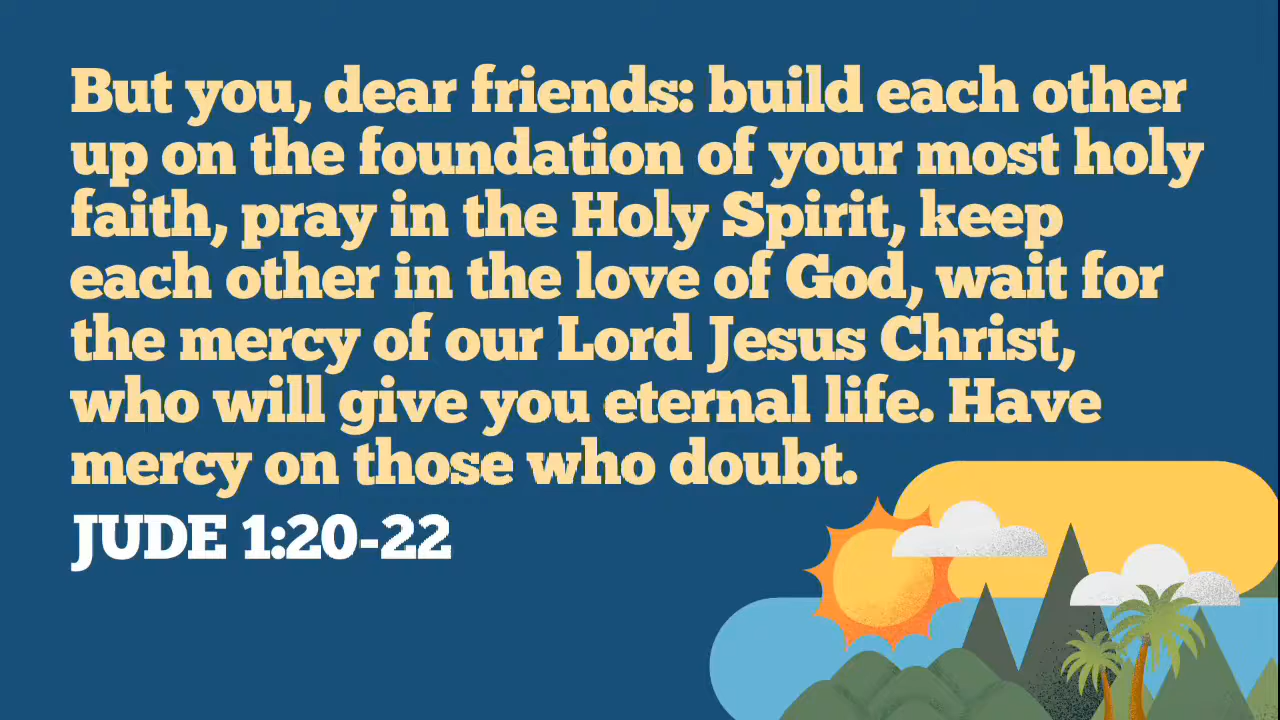 But you, dear friends: build each other
up on the foundation of your most holy
faith, pray in the Holy Spirit, keep
each other in the love of God, wait for
the mercy of our Lord Jesus Christ,
who will give you eternal life. Have
mercy on those who doubt.
JUDE 1:20-22